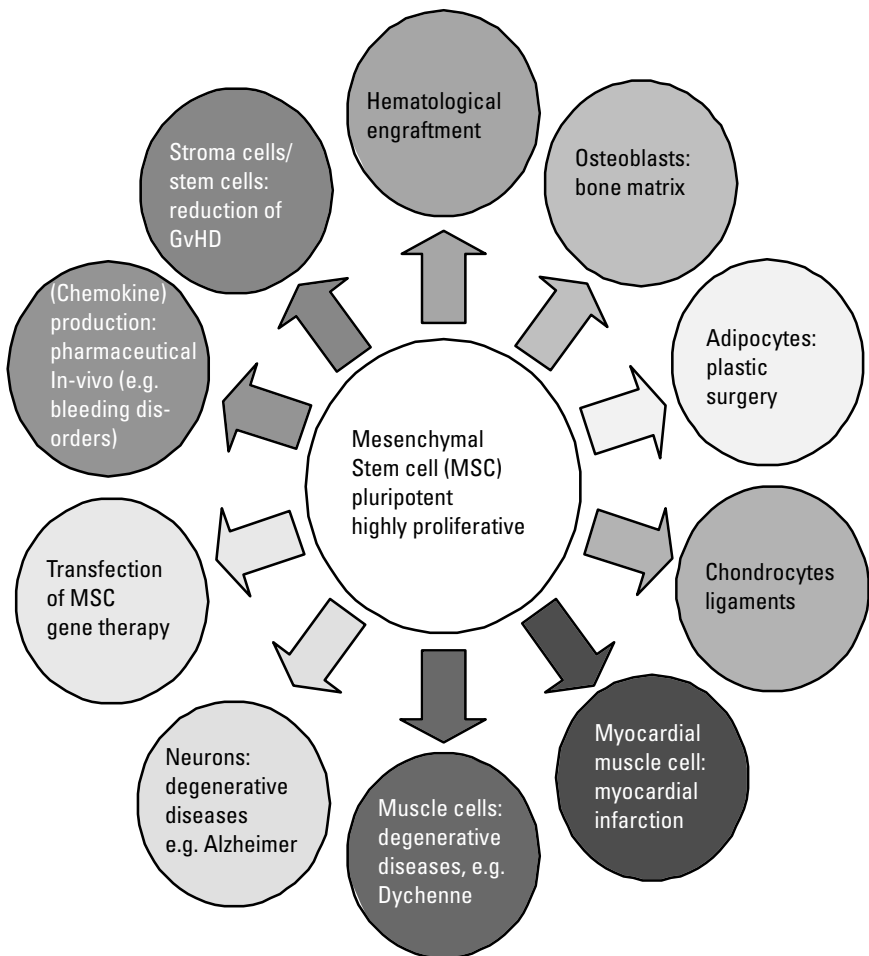 Hematological
engraftment
Osteoblasts:
bone matrix
Adipocytes:
plastic
surgery
Chondrocytes
ligaments
Myocardial
muscle cell:
myocardial
infarction
Muscle cells:
degenerative
diseases, e.g.
Dychenne
Neurons:
degenerative
diseases
e.g. Alzheimer
Transfection
of MSC
gene therapy
(Chemokine)
production:
pharmaceutical
In-vivo (e.g.
bleeding dis-
orders)
Stroma cells/
stem cells:
reduction of
GvHD
Mesenchymal
Stem cell (MSC)
pluripotent
highly proliferative